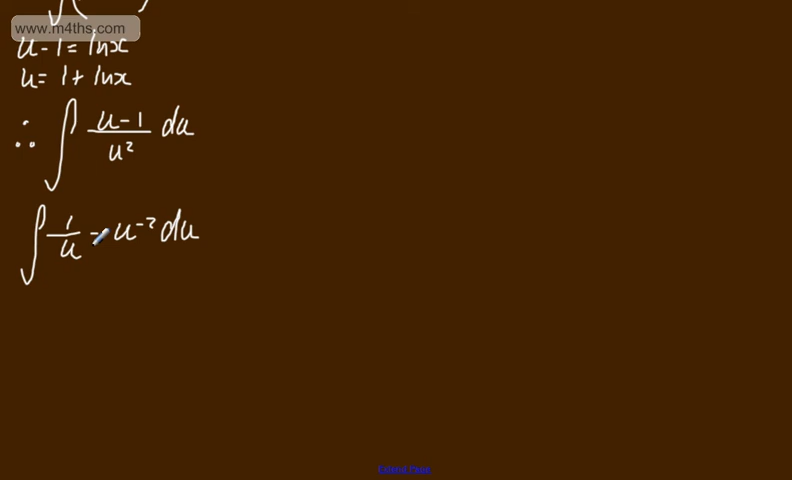 www.m4ths.com
u - 1 = lnx
u = 1 + lnx
∴ ∫ (u - 1)/u² du
∫ 1/u - u⁻² du